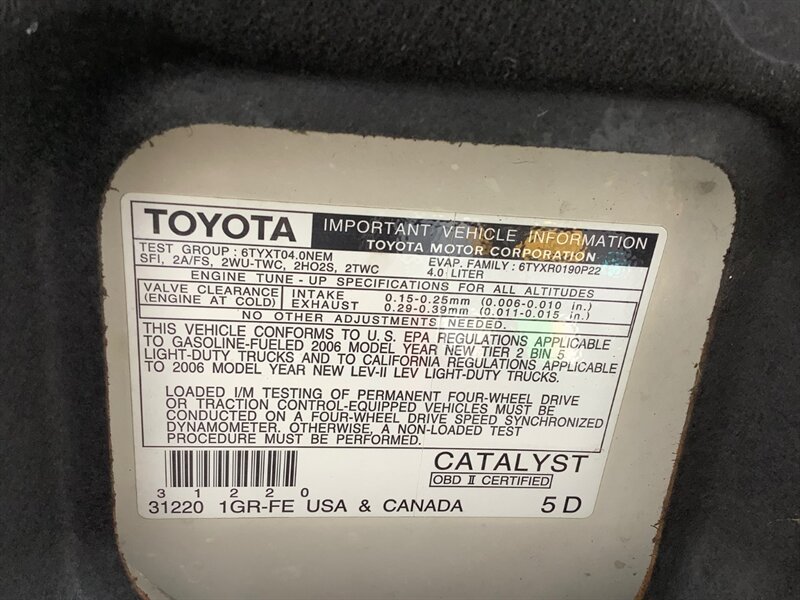 TOYOTA
IMPORTANT VEHICLE INFORMATION
TOYOTA MOTOR CORPORATION
TEST GROUP : 6TYXT04.0NEM
EVAP. FAMILY : 6TYXR0190P22
SFI, 2A/FS, 2WU-TWC, 2HO2S, 2TWC
4.0 LITER
ENGINE TUNE - UP SPECIFICATIONS FOR ALL ALTITUDES
VALVE CLEARANCE
(ENGINE AT COLD)
INTAKE 0.15-0.25mm (0.006-0.010 in.)
EXHAUST 0.29-0.39mm (0.011-0.015 in.)
NO OTHER ADJUSTMENTS NEEDED.
THIS VEHICLE CONFORMS TO U.S. EPA REGULATIONS APPLICABLE
TO GASOLINE-FUELED 2006 MODEL YEAR NEW TIER 2 BIN 5
LIGHT-DUTY TRUCKS AND TO CALIFORNIA REGULATIONS APPLICABLE
TO 2006 MODEL YEAR NEW LEV-II LEV LIGHT-DUTY TRUCKS.
LOADED I/M TESTING OF PERMANENT FOUR-WHEEL DRIVE
OR TRACTION CONTROL-EQUIPPED VEHICLES MUST BE
CONDUCTED ON A FOUR-WHEEL DRIVE SPEED SYNCHRONIZED
DYNAMOMETER. OTHERWISE, A NON-LOADED TEST
PROCEDURE MUST BE PERFORMED.
CATALYST
OBD II CERTIFIED
31220
31220 1GR-FE USA & CANADA
5D